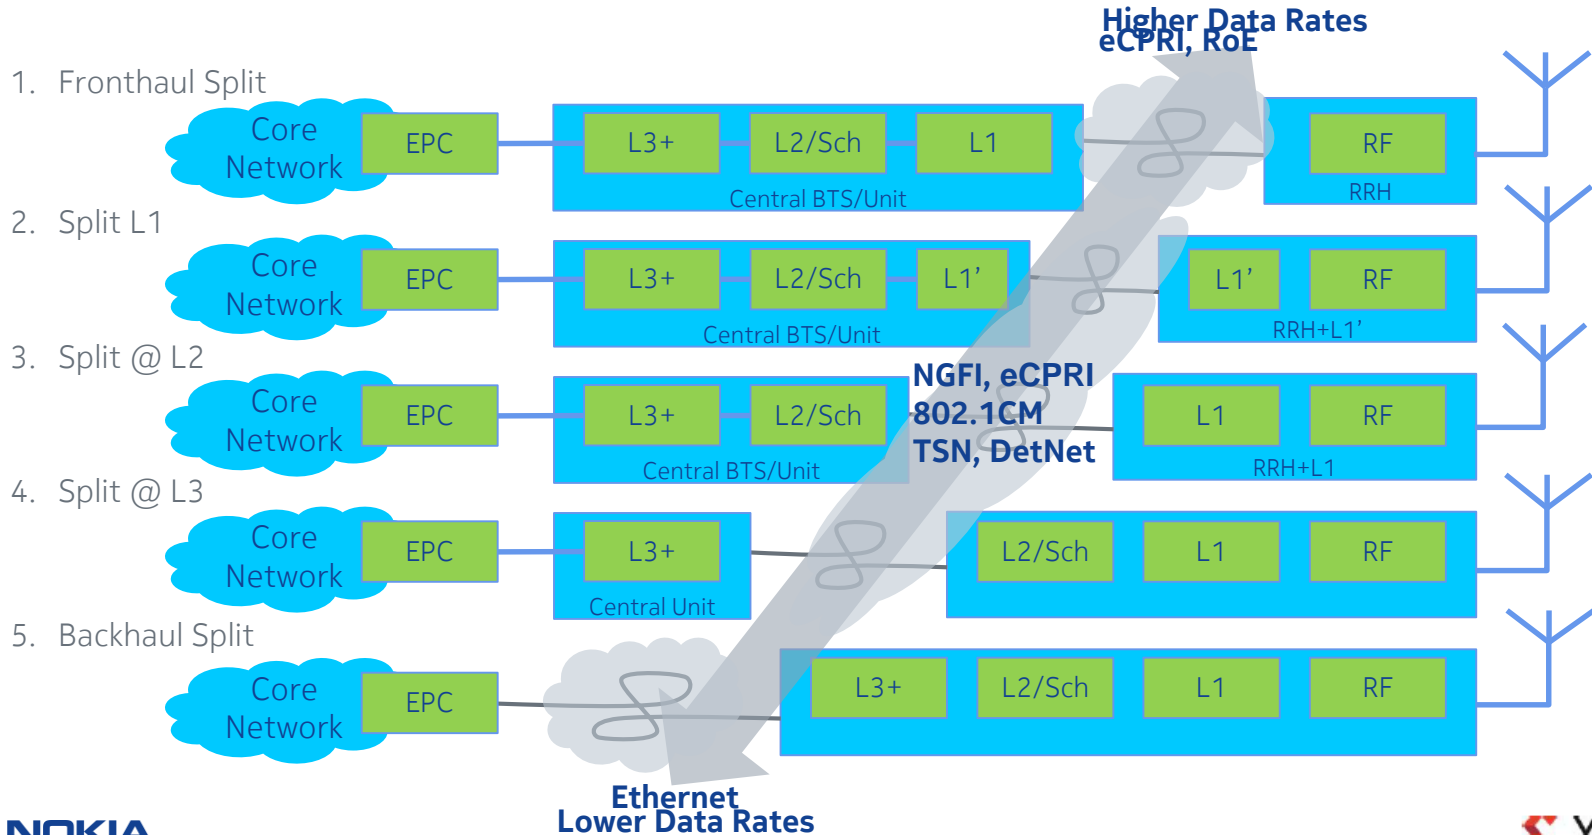 Higher Data Rates
eCPRI, RoE
1. Fronthaul Split
Core
Network
EPC
L3+
L2/Sch
L1
Central BTS/Unit
RF
RRH
2. Split L1
Core
Network
EPC
L3+
L2/Sch
L1’
Central BTS/Unit
L1’
RF
RRH+L1’
3. Split @ L2
Core
Network
EPC
L3+
L2/Sch
Central BTS/Unit
NGFI, eCPRI
802.1CM
TSN, DetNet
L1
RF
RRH+L1
4. Split @ L3
Core
Network
EPC
L3+
Central Unit
L2/Sch
L1
RF
5. Backhaul Split
Core
Network
EPC
L3+
L2/Sch
L1
RF
Ethernet
Lower Data Rates
NOKIA